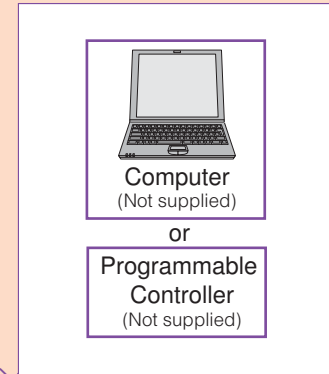 Computer
(Not supplied)
or
Programmable
Controller
(Not supplied)